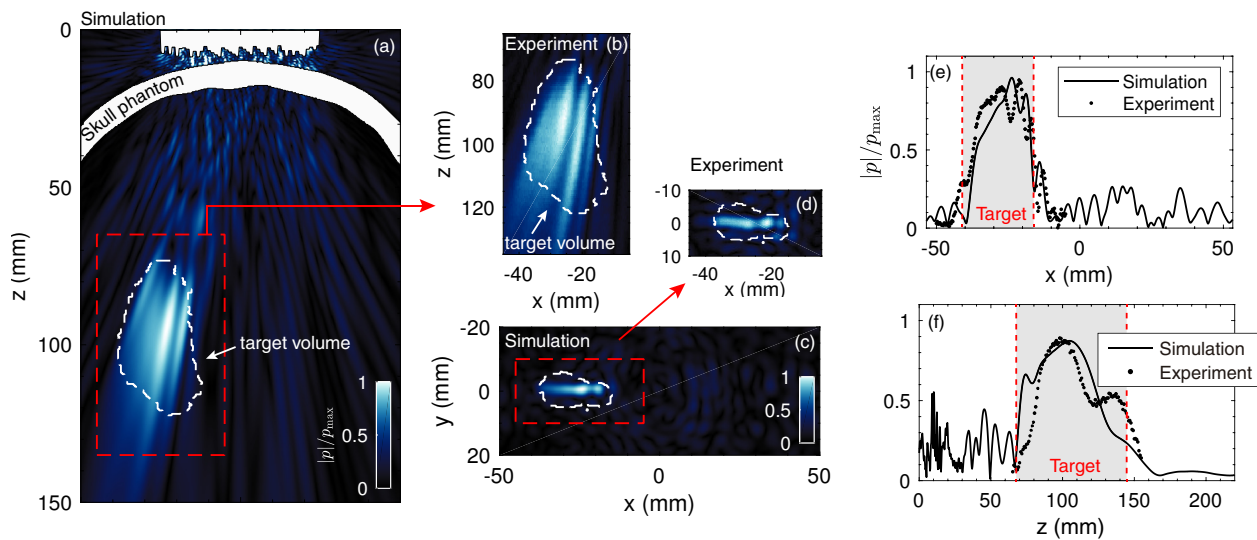 Simulation
(a)
Skull phantom
target volume
0
50
100
150
z (mm)
1
0.5
0
|p|/p_max
Experiment (b)
target volume
80
100
120
z (mm)
-40 -20
x (mm)
Experiment
(d)
-10
0
10
-40 -20
x (mm)
Simulation (c)
-20
0
20
y (mm)
-50 0 50
x (mm)
1
0.5
0
(e)
Simulation
Experiment
Target
1
0.5
0
|p|/p_max
-50 0 50
x (mm)
(f)
Simulation
Experiment
Target
1
0.5
0
0 50 100 150 200
z (mm)